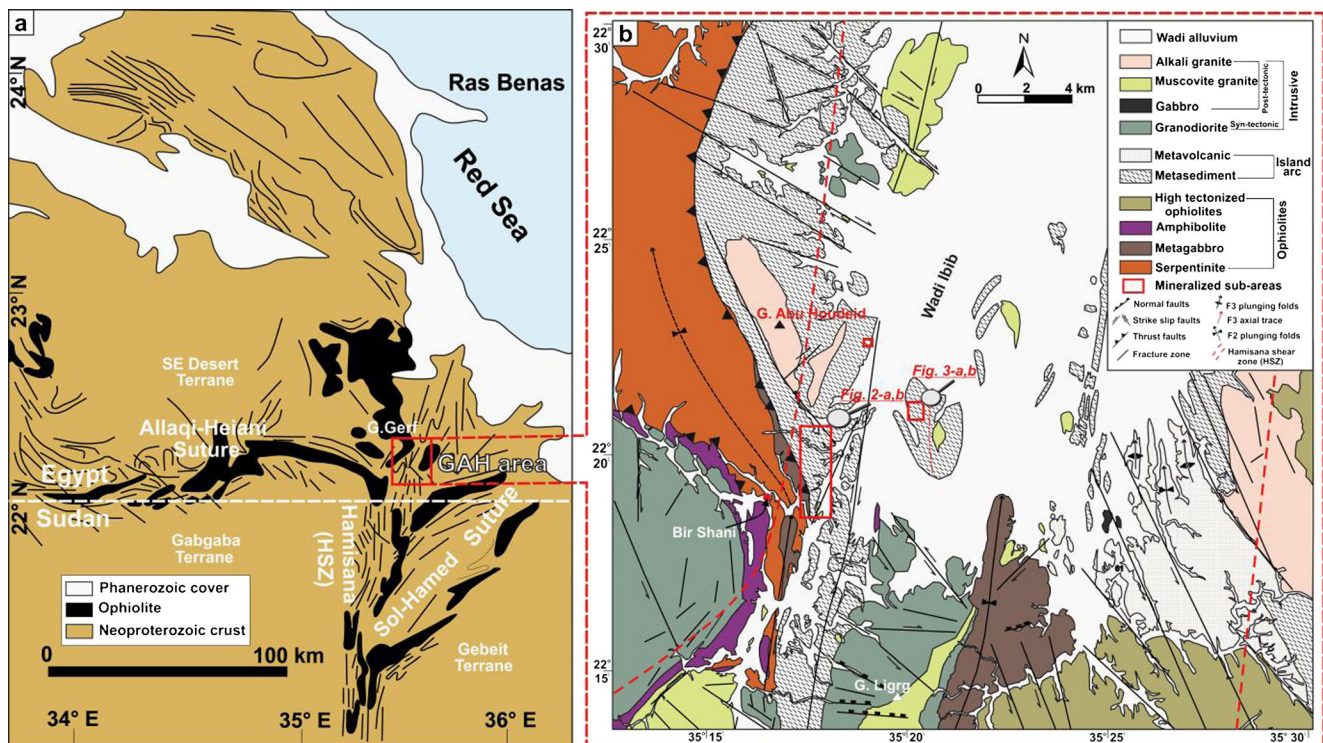 a
Ras Benas
Red Sea
24° N
23° N
22° N
SE Desert
Terrane
Allaqi-Heiani
Suture
G.Gerf
GAH area
Egypt
Sudan
Gabgaba
Terrane
Hamisana
(HSZ)
Sol-Hamed Suture
Gebeit
Terrane
Phanerozoic cover
Ophiolite
Neoproterozoic crust
0 100 km
34° E 35° E 36° E
b
22°
30
22°
25
22°
20
22°
15
N
0 2 4 km
Wadi Ibib
G. Abu Houdeid
Fig. 3-a,b
Fig. 2-a,b
Bir Shani
G. Ligrg
35° 15 35° 20 35° 25 35° 30
Wadi alluvium
Alkali granite
Muscovite granite
Gabbro
Granodiorite
Post-tectonic
Syn-tectonic
Intrusive
Metavolcanic
Metasediment
Island
arc
High tectonized
ophiolites
Amphibolite
Metagabbro
Serpentinite
Ophiolites
Mineralized sub-areas
Normal faults
Strike slip faults
Thrust faults
Fracture zone
F3 plunging folds
F3 axial trace
F2 plunging folds
Hamisana shear
zone (HSZ)